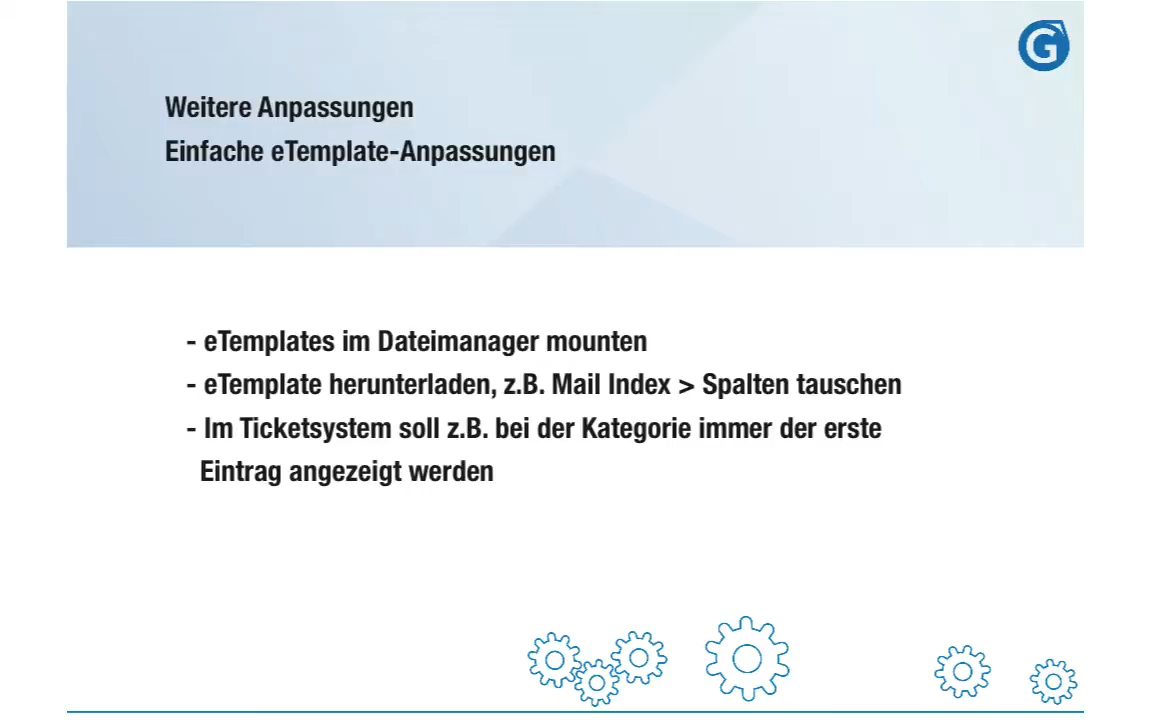 G
Weitere Anpassungen
Einfache eTemplate-Anpassungen
- eTemplates im Dateimanager mounten
- eTemplate herunterladen, z.B. Mail Index > Spalten tauschen
- Im Ticketsystem soll z.B. bei der Kategorie immer der erste
Eintrag angezeigt werden